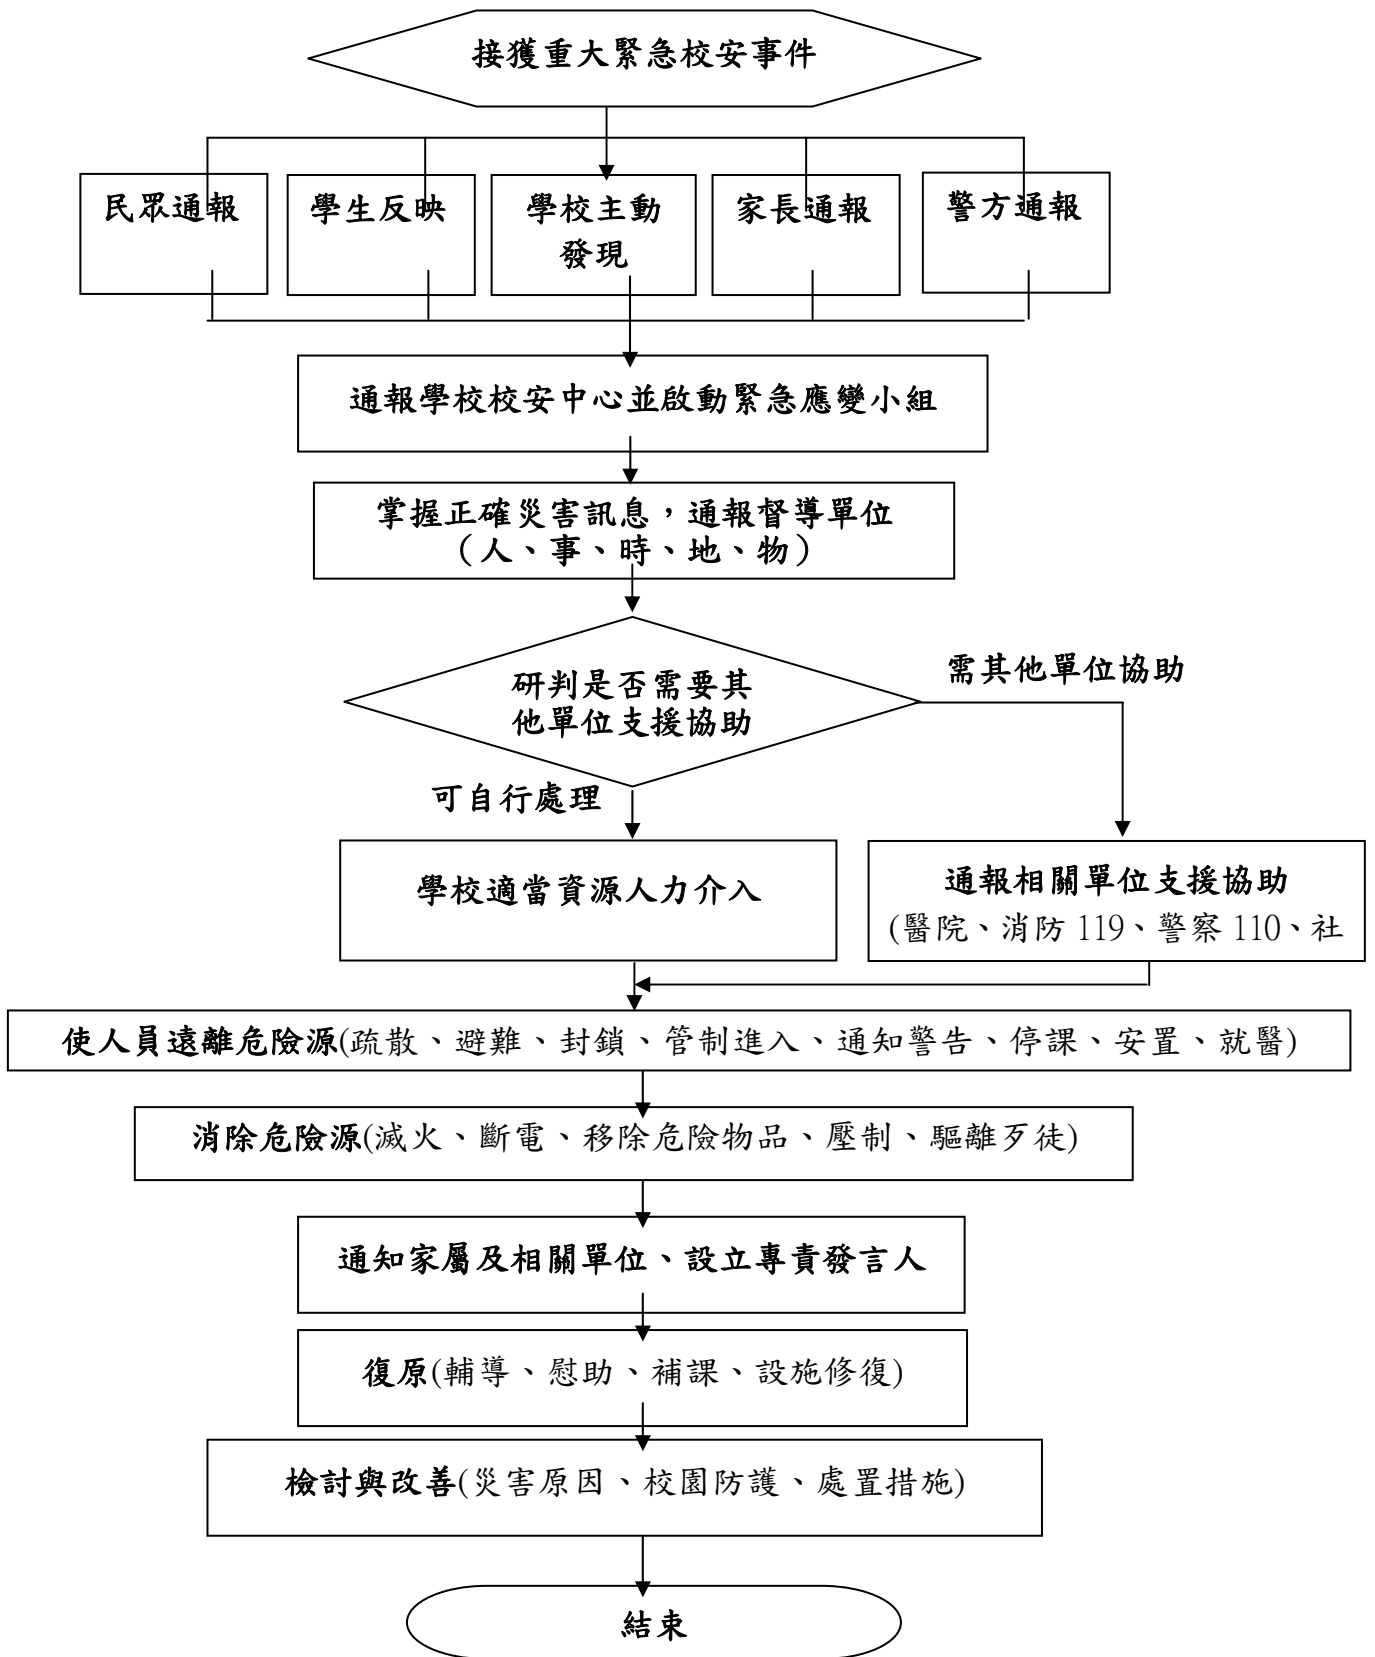 接獲重大緊急校安事件
民眾通報
學生反映
學校主動
發現
家長通報
警方通報
通報學校校安中心並啟動緊急應變小組
掌握正確災害訊息，通報督導單位
（人、事、時、地、物）
研判是否需要其
他單位支援協助
需其他單位協助
可自行處理
學校適當資源人力介入
通報相關單位支援協助
(醫院、消防 119、警察 110、社
使人員遠離危險源(疏散、避難、封鎖、管制進入、通知警告、停課、安置、就醫)
消除危險源(滅火、斷電、移除危險物品、壓制、驅離歹徒)
通知家屬及相關單位、設立專責發言人
復原(輔導、慰助、補課、設施修復)
檢討與改善(災害原因、校園防護、處置措施)
結束